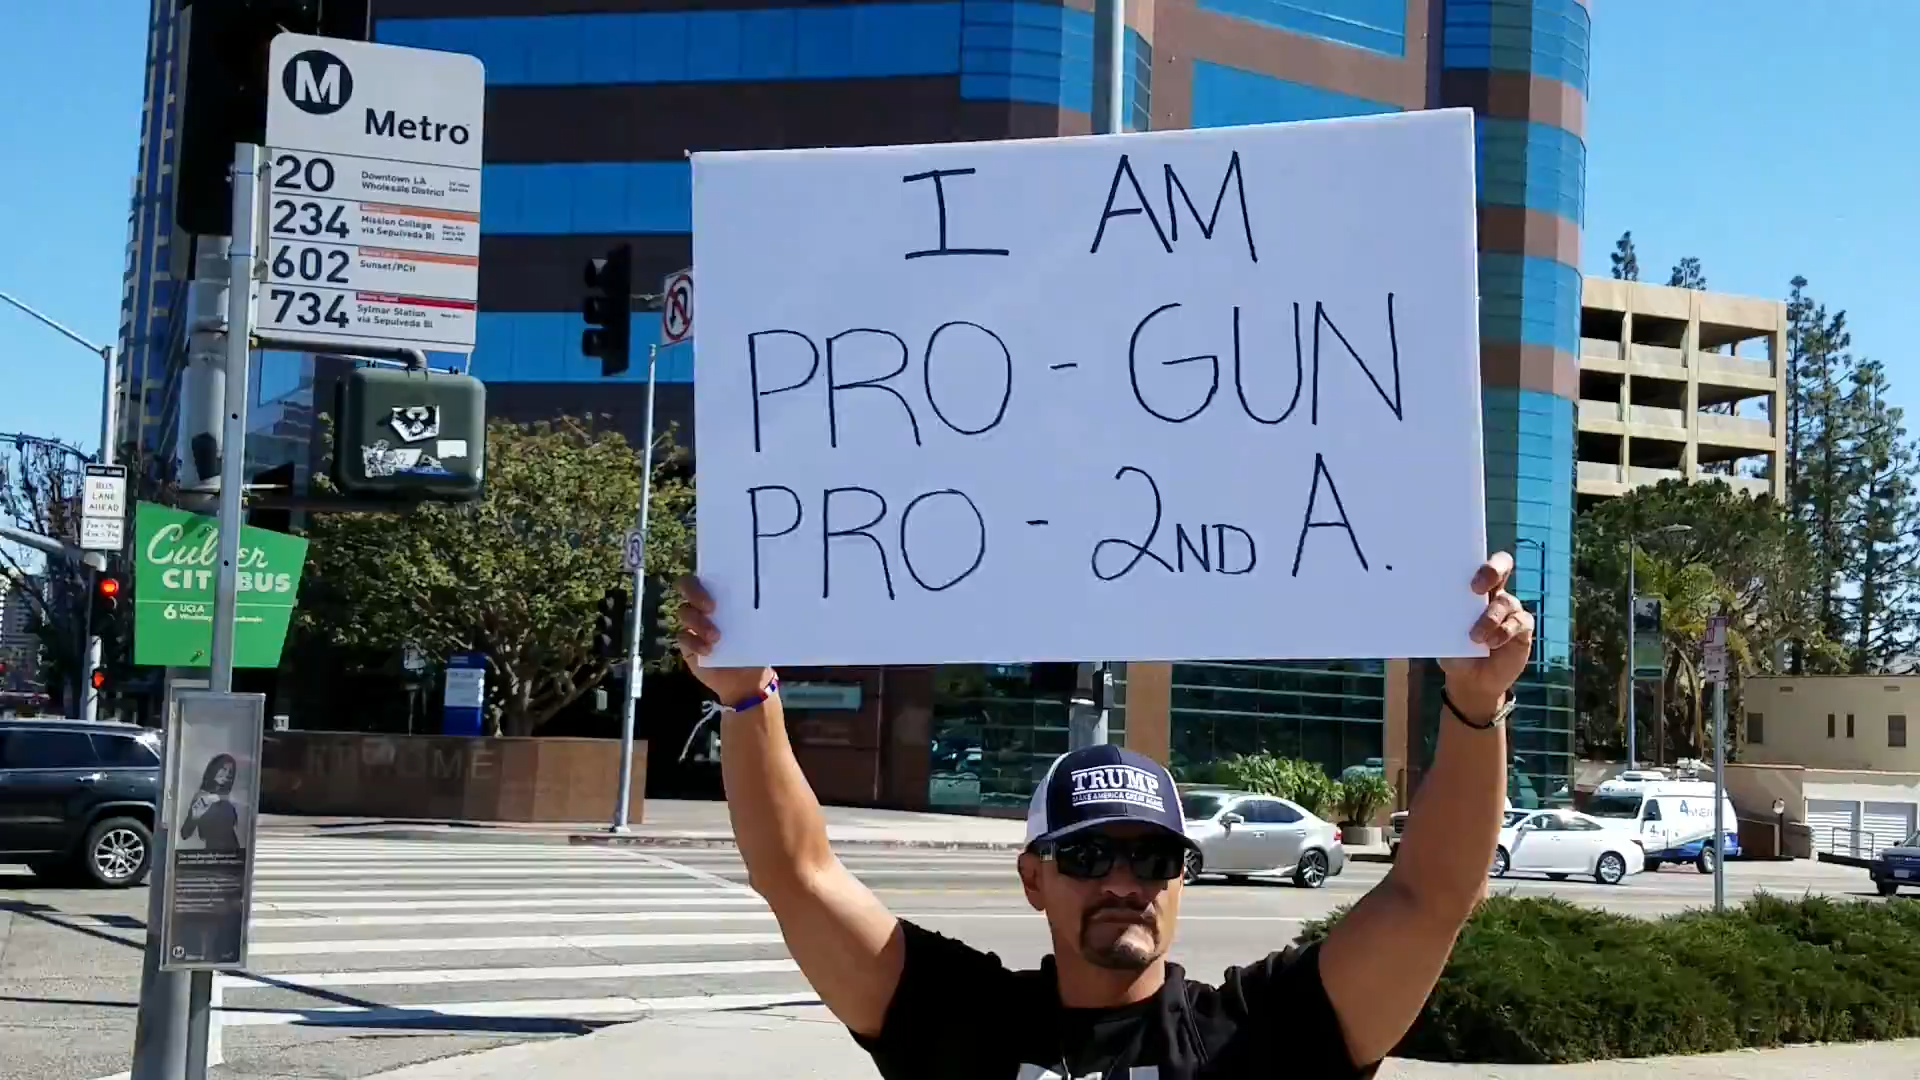 M
Metro
20 Downtown LA
Wholesale District
234 Mission College
via Sepulveda Bl
602 Sunset/PCH
734 Sylmar Station
via Sepulveda Bl
I AM
PRO - GUN
PRO - 2ND A.
BUS
LANE
AHEAD
Culver
CITYBUS
6 UCLA
TRUMP
MAKE AMERICA GREAT AGAIN